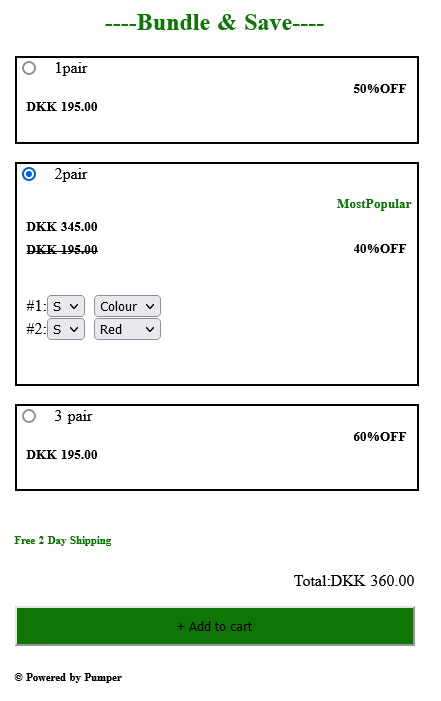 ----Bundle & Save----
1pair
50%OFF
DKK 195.00
2pair
MostPopular
DKK 345.00
DKK 195.00 40%OFF
#1: S Colour
#2: S Red
3 pair
60%OFF
DKK 195.00
Free 2 Day Shipping
Total:DKK 360.00
+ Add to cart
© Powered by Pumper